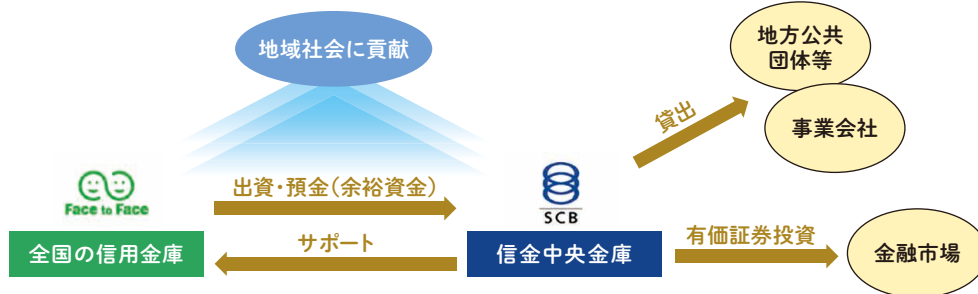 地域社会に貢献
地方公共
団体等
事業会社
貸出
Face to Face
出資・預金(余裕資金)
SCB
全国の信用金庫
サポート
信金中央金庫
有価証券投資
金融市場